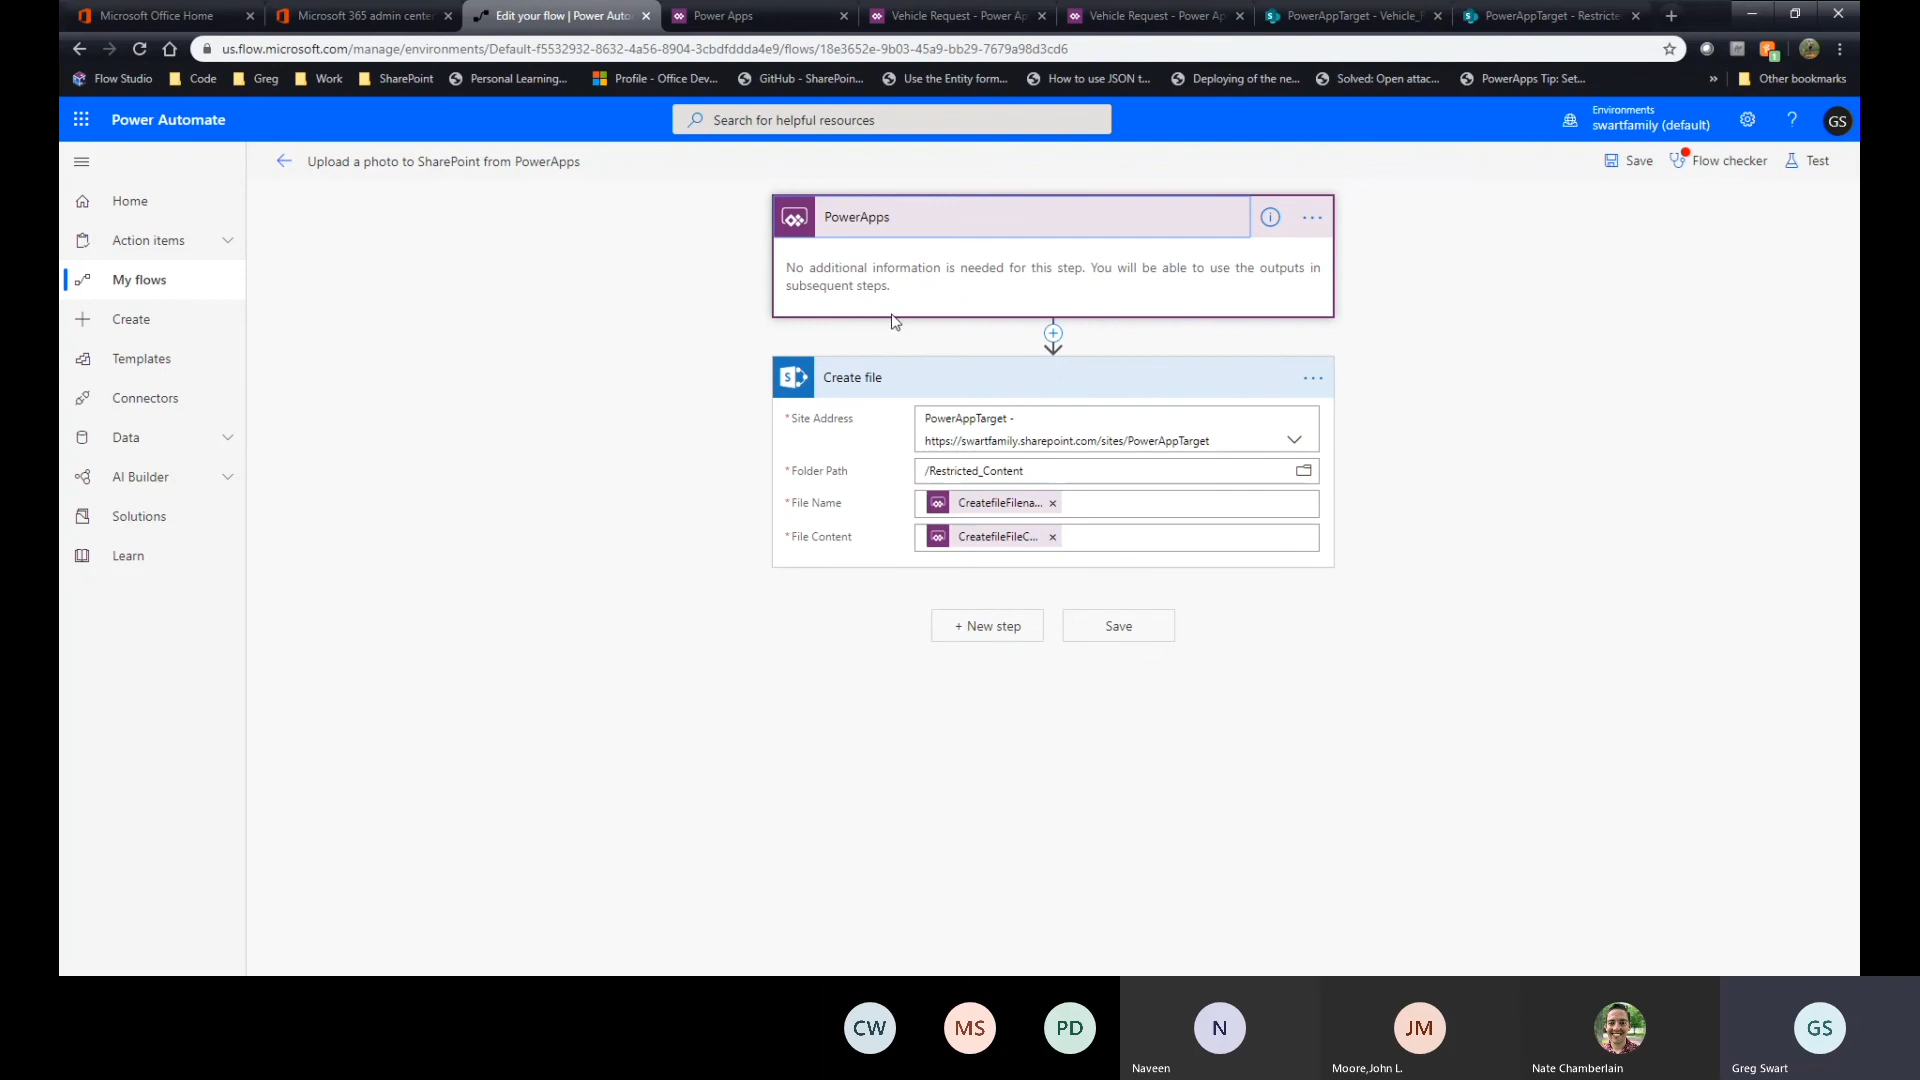 Microsoft Office Home
Microsoft 365 admin cente
Edit your flow | Power Auto
Power Apps
Vehicle Request - Power Ap
Vehicle Request - Power Ap
PowerAppTarget - Vehicle_F
PowerAppTarget - Restricte
us.flow.microsoft.com/manage/environments/Default-f5532932-8632-4a56-8904-3cbdfddda4e9/flows/18e3652e-9b03-45a9-bb29-7679a98d3cd6
Flow Studio
Code
Greg
Work
SharePoint
Personal Learning...
Profile - Office Dev...
GitHub - SharePoin...
Use the Entity form...
How to use JSON t...
Deploying of the ne...
Solved: Open attac...
PowerApps Tip: Set...
»
Other bookmarks
Power Automate
Search for helpful resources
Environments
swartfamily (default)
?
GS
Upload a photo to SharePoint from PowerApps
Save
Flow checker
Test
Home
Action items
My flows
Create
Templates
Connectors
Data
AI Builder
Solutions
Learn
PowerApps
No additional information is needed for this step. You will be able to use the outputs in
subsequent steps.
Create file
*Site Address
PowerAppTarget -
https://swartfamily.sharepoint.com/sites/PowerAppTarget
*Folder Path
/Restricted_Content
*File Name
CreatefileFilena...
*File Content
CreatefileFileC...
+ New step
Save
CW
MS
PD
N
JM
GS
Naveen
Moore,John L.
Nate Chamberlain
Greg Swart